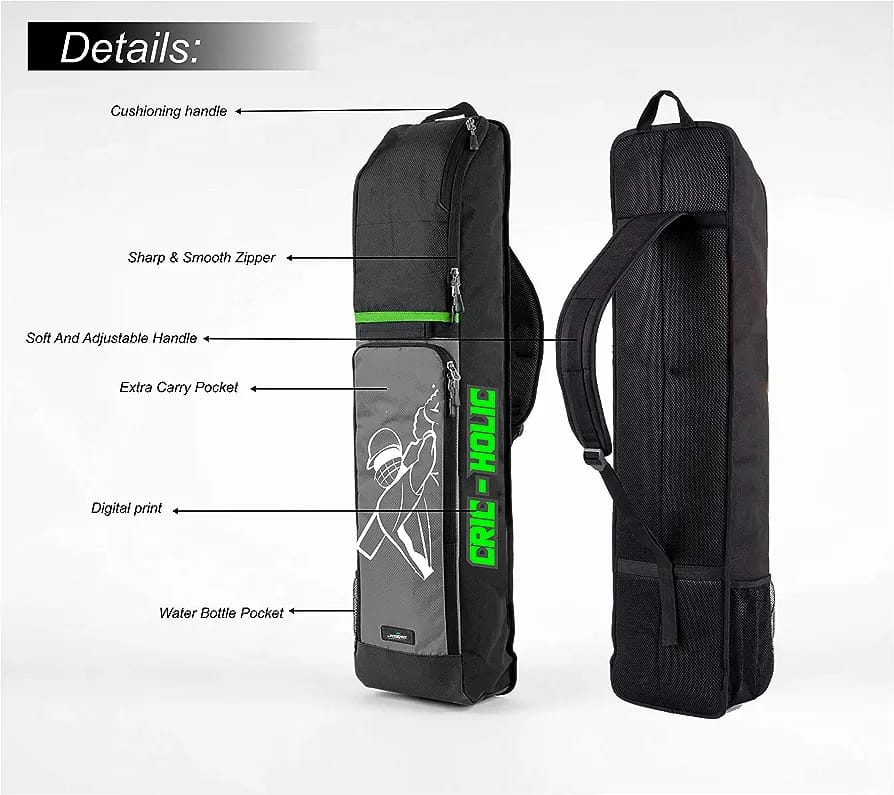 Details:
Cushioning handle
Sharp & Smooth Zipper
Soft And Adjustable Handle
Extra Carry Pocket
CRIC - HOLIC
Digital print
Water Bottle Pocket